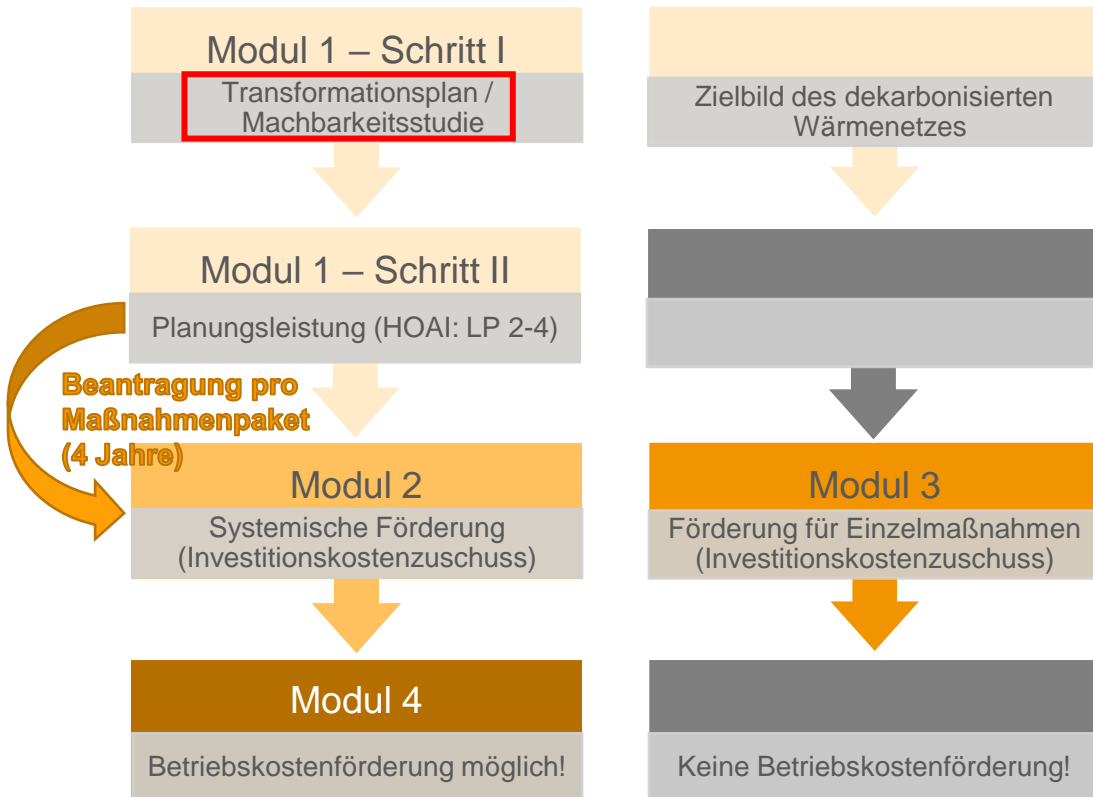 Modul 1 – Schritt I
Transformationsplan /
Machbarkeitsstudie
Zielbild des dekarbonisierten
Wärmenetzes
Modul 1 – Schritt II
Planungsleistung (HOAI: LP 2-4)
Beantragung pro
Maßnahmenpaket
(4 Jahre)
Modul 2
Systemische Förderung
(Investitionskostenzuschuss)
Modul 3
Förderung für Einzelmaßnahmen
(Investitionskostenzuschuss)
Modul 4
Betriebskostenförderung möglich!
Keine Betriebskostenförderung!